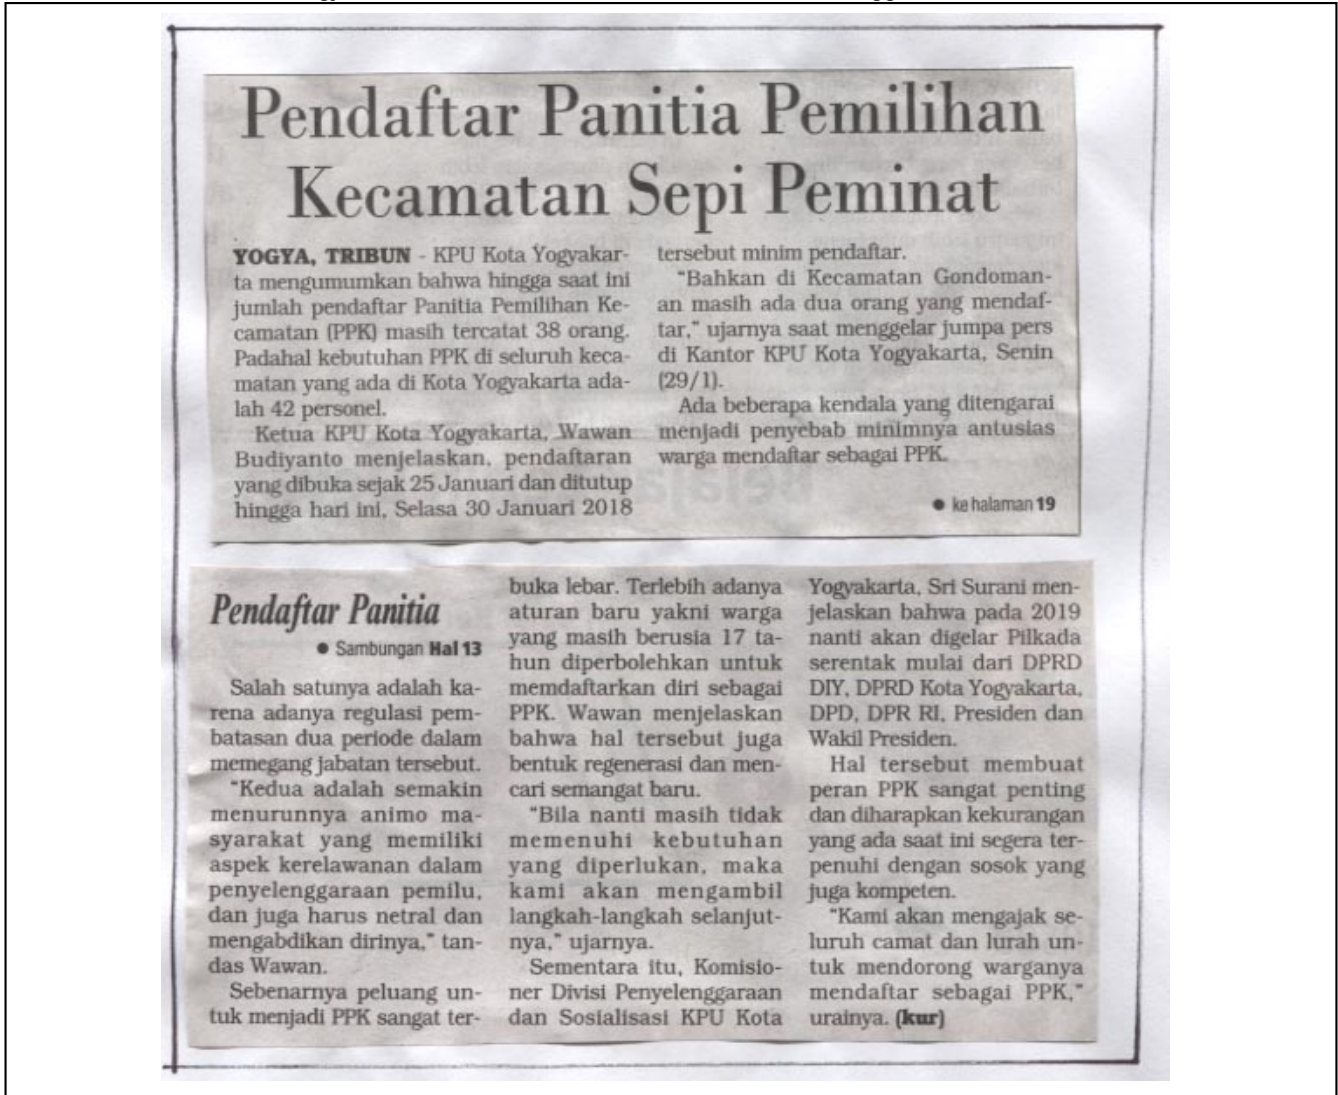 Pendaftar Panitia Pemilihan
Kecamatan Sepi Peminat
YOGYA, TRIBUN - KPU Kota Yogyakar-
ta mengumumkan bahwa hingga saat ini
jumlah pendaftar Panitia Pemilihan Ke-
camatan (PPK) masih tercatat 38 orang.
Padahal kebutuhan PPK di seluruh keca-
matan yang ada di Kota Yogyakarta ada-
lah 42 personel.
Ketua KPU Kota Yogyakarta, Wawan
Budiyanto menjelaskan, pendaftaran
yang dibuka sejak 25 Januari dan ditutup
hingga hari ini, Selasa 30 Januari 2018
tersebut minim pendaftar.
"Bahkan di Kecamatan Gondoman-
an masih ada dua orang yang mendaf-
tar," ujarnya saat menggelar jumpa pers
di Kantor KPU Kota Yogyakarta, Senin
(29/1).
Ada beberapa kendala yang ditengarai
menjadi penyebab minimnya antusias
warga mendaftar sebagai PPK.
● ke halaman 19
Pendaftar Panitia
● Sambungan Hal 13
Salah satunya adalah ka-
rena adanya regulasi pem-
batasan dua periode dalam
memegang jabatan tersebut.
"Kedua adalah semakin
menurunnya animo ma-
syarakat yang memiliki
aspek kerelawanan dalam
penyelenggaraan pemilu,
dan juga harus netral dan
mengabdikan dirinya," tan-
das Wawan.
Sebenarnya peluang un-
tuk menjadi PPK sangat ter-
buka lebar. Terlebih adanya
aturan baru yakni warga
yang masih berusia 17 ta-
hun diperbolehkan untuk
memdaftarkan diri sebagai
PPK. Wawan menjelaskan
bahwa hal tersebut juga
bentuk regenerasi dan men-
cari semangat baru.
"Bila nanti masih tidak
memenuhi kebutuhan
yang diperlukan, maka
kami akan mengambil
langkah-langkah selanjut-
nya," ujarnya.
Sementara itu, Komisio-
ner Divisi Penyelenggaraan
dan Sosialisasi KPU Kota
Yogyakarta, Sri Surani men-
jelaskan bahwa pada 2019
nanti akan digelar Pilkada
serentak mulai dari DPRD
DIY, DPRD Kota Yogyakarta,
DPD, DPR RI, Presiden dan
Wakil Presiden.
Hal tersebut membuat
peran PPK sangat penting
dan diharapkan kekurangan
yang ada saat ini segera ter-
penuhi dengan sosok yang
juga kompeten.
"Kami akan mengajak se-
luruh camat dan lurah un-
tuk mendorong warganya
mendaftar sebagai PPK,"
urainya. (kur)